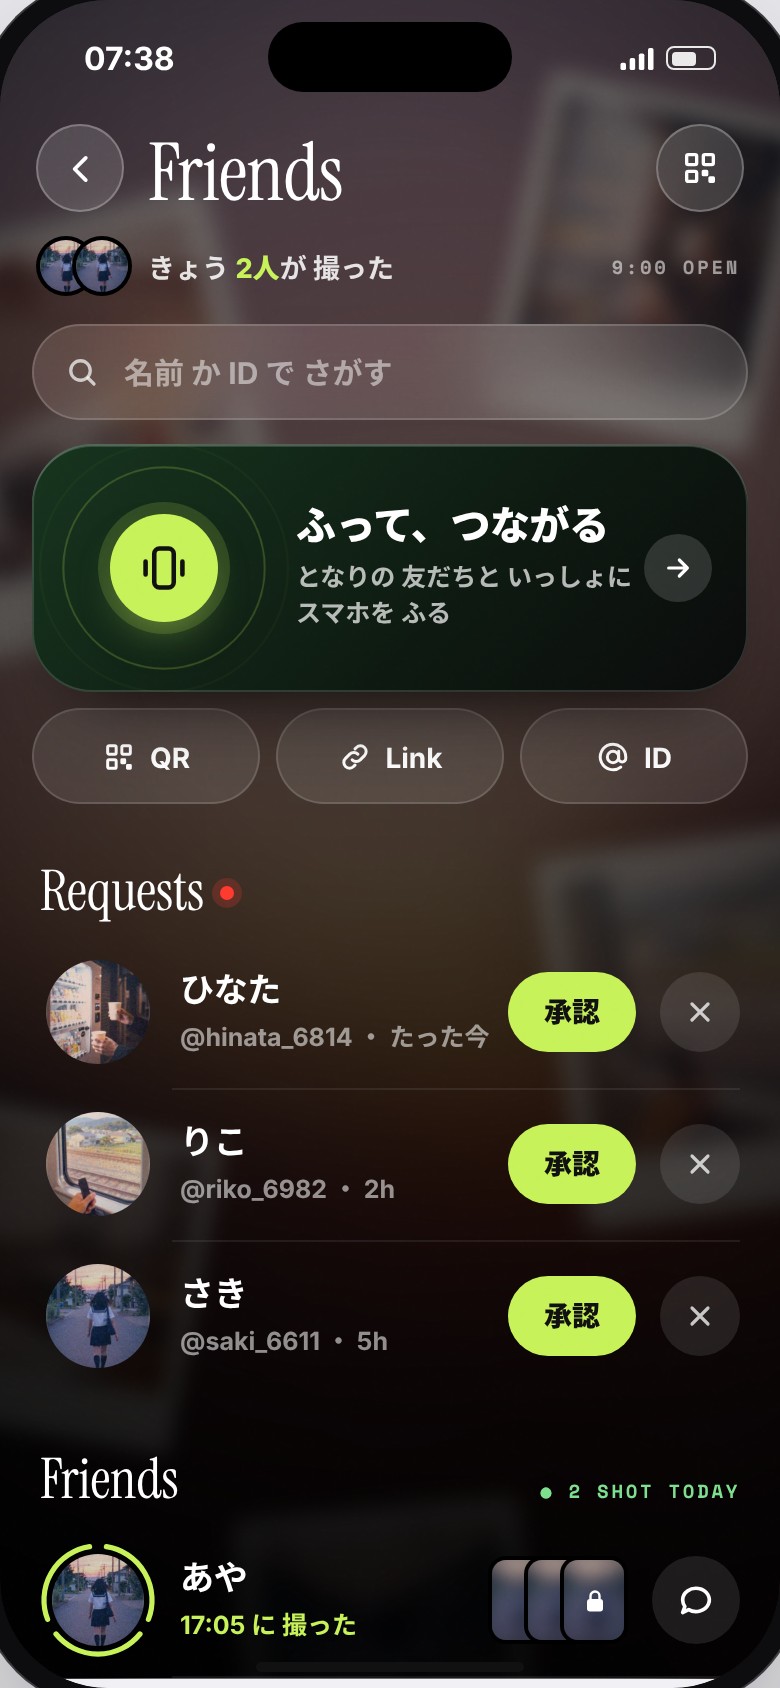 07:38
Friends
きょう 2人が 撮った
9:00 OPEN
名前 か ID で さがす
ふって、つながる
となりの 友だちと いっしょに
スマホを ふる
QR
Link
ID
Requests
ひなた
@hinata_6814 ・ たった今
承認
りこ
@riko_6982 ・ 2h
承認
さき
@saki_6611 ・ 5h
承認
Friends
2 SHOT TODAY
あや
17:05 に 撮った